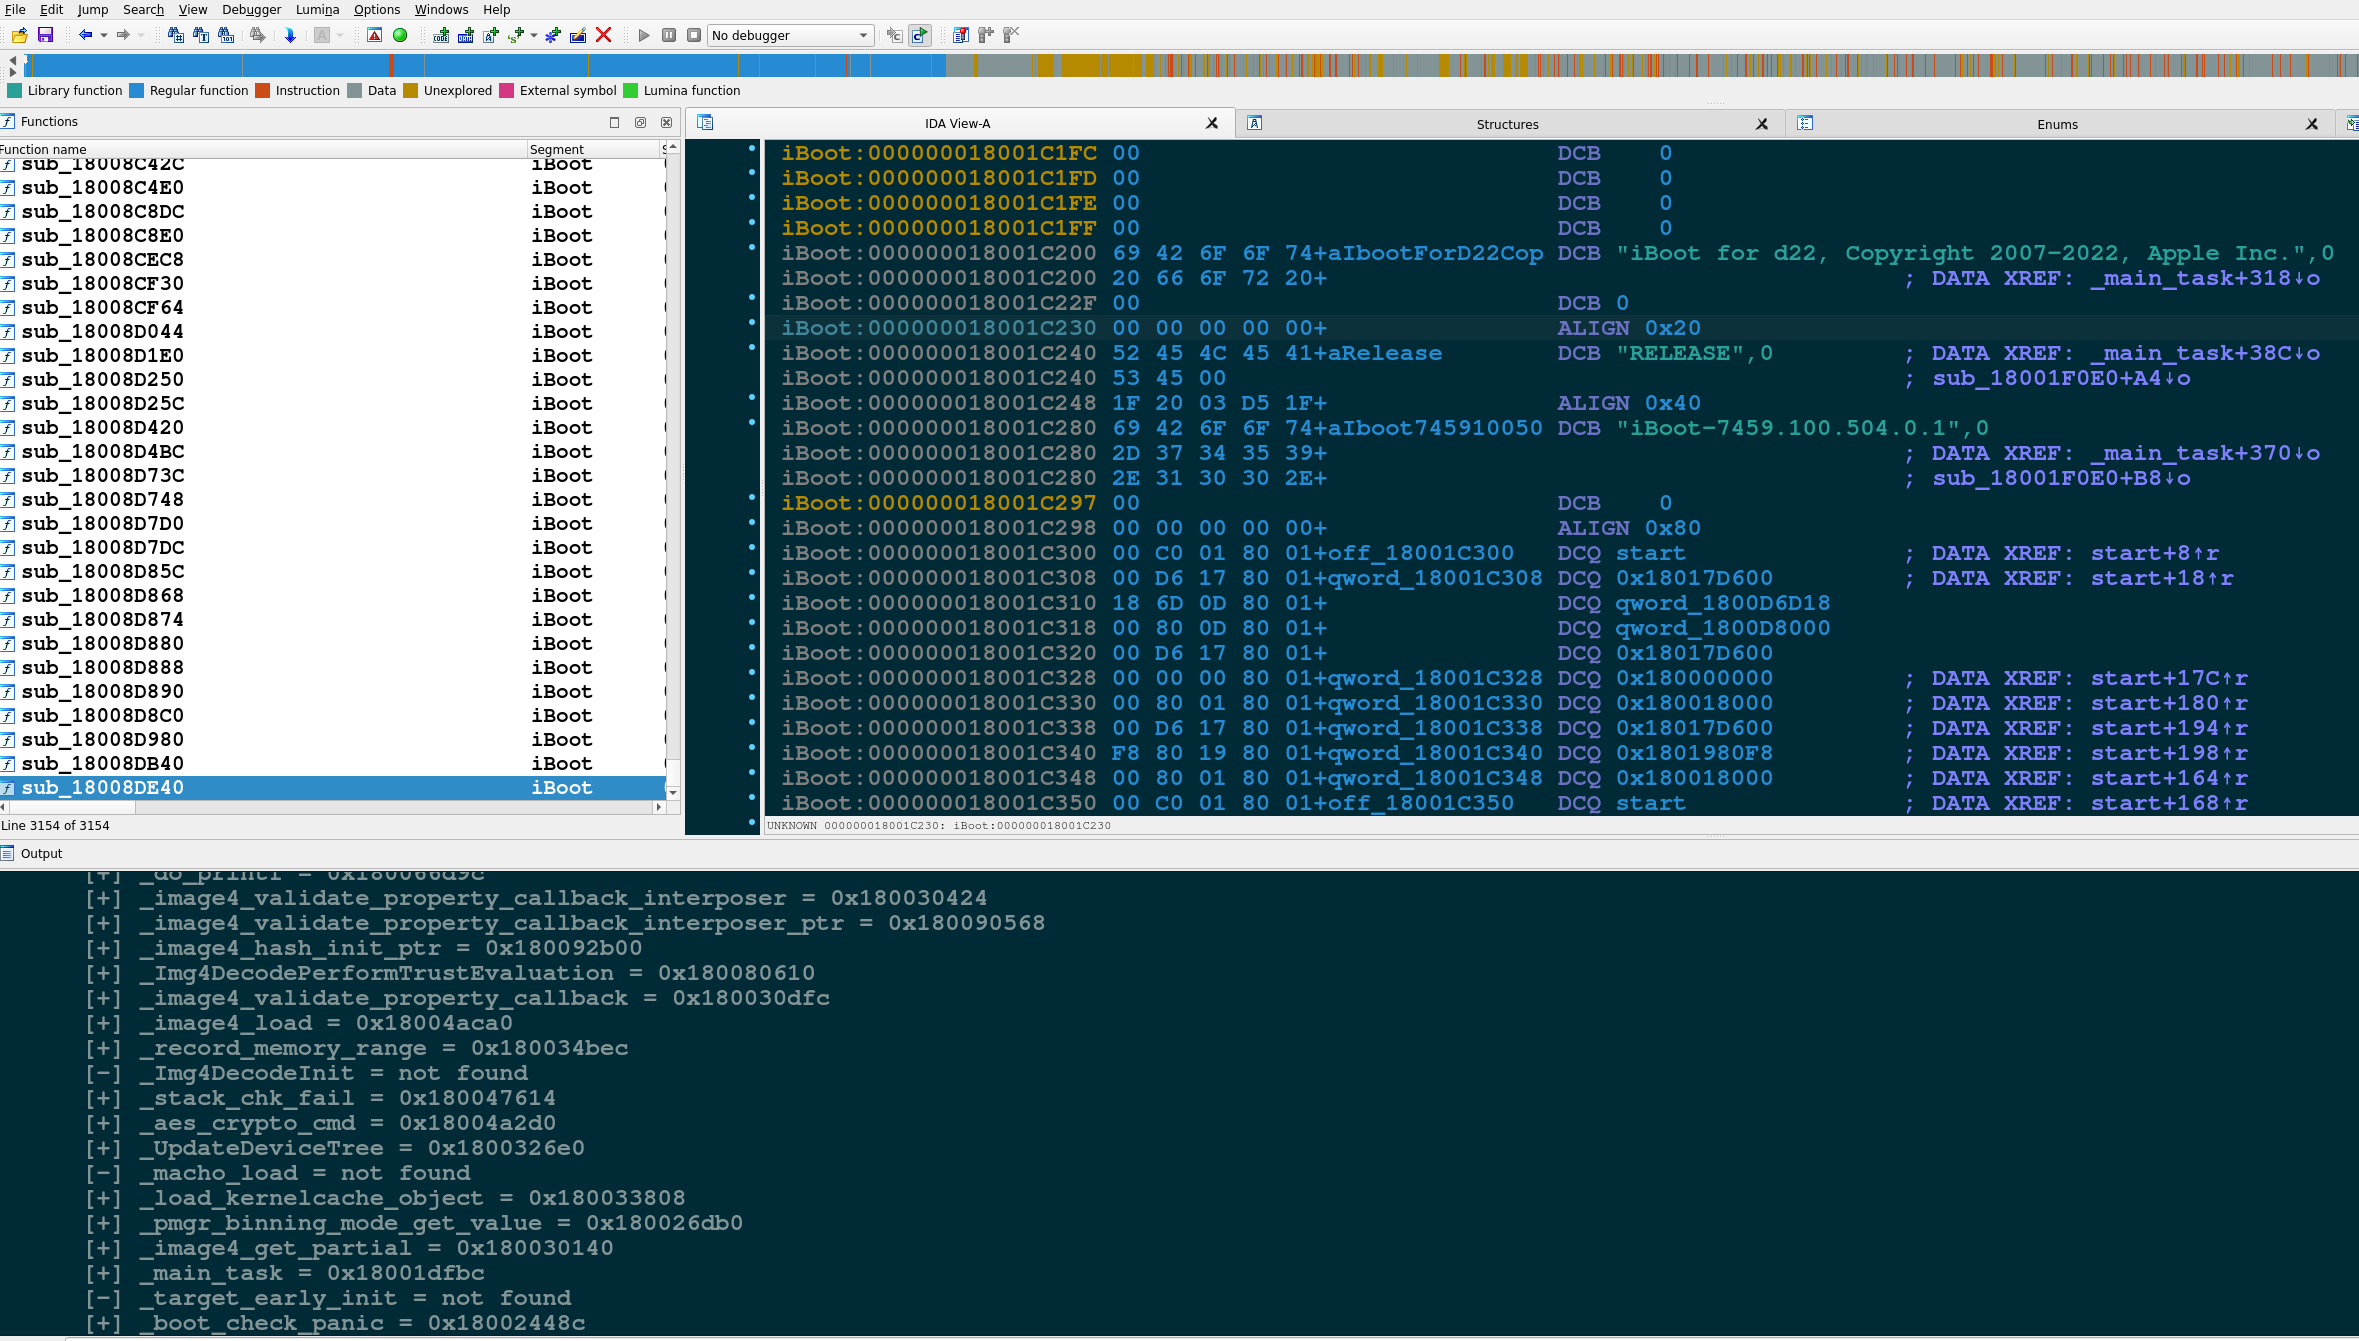 File Edit Jump Search View Debugger Lumina Options Windows Help
No debugger
Library function Regular function Instruction Data Unexplored External symbol Lumina function
Functions
Function name Segment
sub_18008C42C iBoot
sub_18008C4E0 iBoot
sub_18008C8DC iBoot
sub_18008C8E0 iBoot
sub_18008CEC8 iBoot
sub_18008CF30 iBoot
sub_18008CF64 iBoot
sub_18008D044 iBoot
sub_18008D1E0 iBoot
sub_18008D250 iBoot
sub_18008D25C iBoot
sub_18008D420 iBoot
sub_18008D4BC iBoot
sub_18008D73C iBoot
sub_18008D748 iBoot
sub_18008D7D0 iBoot
sub_18008D7DC iBoot
sub_18008D85C iBoot
sub_18008D868 iBoot
sub_18008D874 iBoot
sub_18008D880 iBoot
sub_18008D888 iBoot
sub_18008D890 iBoot
sub_18008D8C0 iBoot
sub_18008D980 iBoot
sub_18008DB40 iBoot
sub_18008DE40 iBoot
Line 3154 of 3154
IDA View-A Structures Enums
iBoot:000000018001C1FC 00 DCB 0
iBoot:000000018001C1FD 00 DCB 0
iBoot:000000018001C1FE 00 DCB 0
iBoot:000000018001C1FF 00 DCB 0
iBoot:000000018001C200 69 42 6F 6F 74+aIbootForD22Cop DCB "iBoot for d22, Copyright 2007-2022, Apple Inc.",0
iBoot:000000018001C200 20 66 6F 72 20+ ; DATA XREF: _main_task+318↓o
iBoot:000000018001C22F 00 DCB 0
iBoot:000000018001C230 00 00 00 00 00+ ALIGN 0x20
iBoot:000000018001C240 52 45 4C 45 41+aRelease DCB "RELEASE",0 ; DATA XREF: _main_task+38C↓o
iBoot:000000018001C240 53 45 00 ; sub_18001F0E0+A4↓o
iBoot:000000018001C248 1F 20 03 D5 1F+ ALIGN 0x40
iBoot:000000018001C280 69 42 6F 6F 74+aIboot745910050 DCB "iBoot-7459.100.504.0.1",0
iBoot:000000018001C280 2D 37 34 35 39+ ; DATA XREF: _main_task+370↓o
iBoot:000000018001C280 2E 31 30 30 2E+ ; sub_18001F0E0+B8↓o
iBoot:000000018001C297 00 DCB 0
iBoot:000000018001C298 00 00 00 00 00+ ALIGN 0x80
iBoot:000000018001C300 00 C0 01 80 01+off_18001C300 DCQ start ; DATA XREF: start+8↑r
iBoot:000000018001C308 00 D6 17 80 01+qword_18001C308 DCQ 0x18017D600 ; DATA XREF: start+18↑r
iBoot:000000018001C310 18 6D 0D 80 01+ DCQ qword_1800D6D18
iBoot:000000018001C318 00 80 0D 80 01+ DCQ qword_1800D8000
iBoot:000000018001C320 00 D6 17 80 01+ DCQ 0x18017D600
iBoot:000000018001C328 00 00 00 80 01+qword_18001C328 DCQ 0x180000000 ; DATA XREF: start+17C↑r
iBoot:000000018001C330 00 80 01 80 01+qword_18001C330 DCQ 0x180018000 ; DATA XREF: start+180↑r
iBoot:000000018001C338 00 D6 17 80 01+qword_18001C338 DCQ 0x18017D600 ; DATA XREF: start+194↑r
iBoot:000000018001C340 F8 80 19 80 01+qword_18001C340 DCQ 0x1801980F8 ; DATA XREF: start+198↑r
iBoot:000000018001C348 00 80 01 80 01+qword_18001C348 DCQ 0x180018000 ; DATA XREF: start+164↑r
iBoot:000000018001C350 00 C0 01 80 01+off_18001C350 DCQ start ; DATA XREF: start+168↑r
UNKNOWN 000000018001C230: iBoot:000000018001C230
Output
[+] _do_printf = 0x180066d9c
[+] _image4_validate_property_callback_interposer = 0x180030424
[+] _image4_validate_property_callback_interposer_ptr = 0x180090568
[+] _image4_hash_init_ptr = 0x180092b00
[+] _Img4DecodePerformTrustEvaluation = 0x180080610
[+] _image4_validate_property_callback = 0x180030dfc
[+] _image4_load = 0x18004aca0
[+] _record_memory_range = 0x180034bec
[-] _Img4DecodeInit = not found
[+] _stack_chk_fail = 0x180047614
[+] _aes_crypto_cmd = 0x18004a2d0
[+] _UpdateDeviceTree = 0x1800326e0
[-] _macho_load = not found
[+] _load_kernelcache_object = 0x180033808
[+] _pmgr_binning_mode_get_value = 0x180026db0
[+] _image4_get_partial = 0x180030140
[+] _main_task = 0x18001dfbc
[-] _target_early_init = not found
[+] _boot_check_panic = 0x18002448c